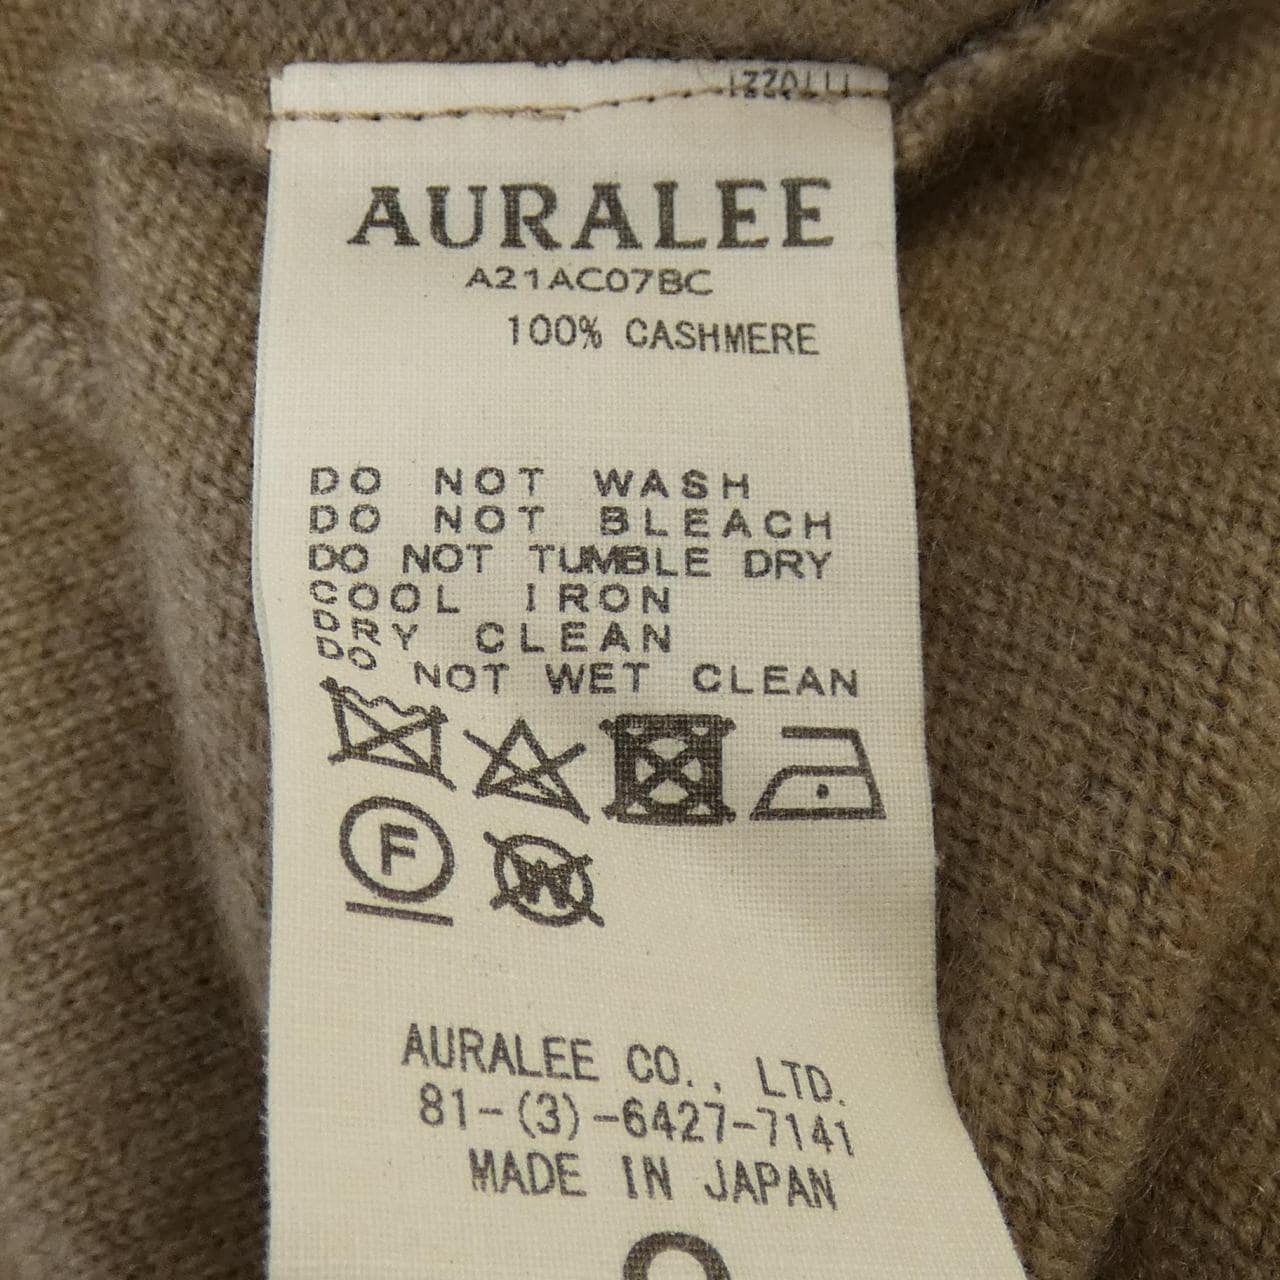 AURALEE
A21AC07BC
100% CASHMERE
DO NOT WASH
DO NOT BLEACH
DO NOT TUMBLE DRY
COOL IRON
DRY CLEAN
DO NOT WET CLEAN
F
W
AURALEE CO., LTD.
81-(3)-6427-7141
MADE IN JAPAN